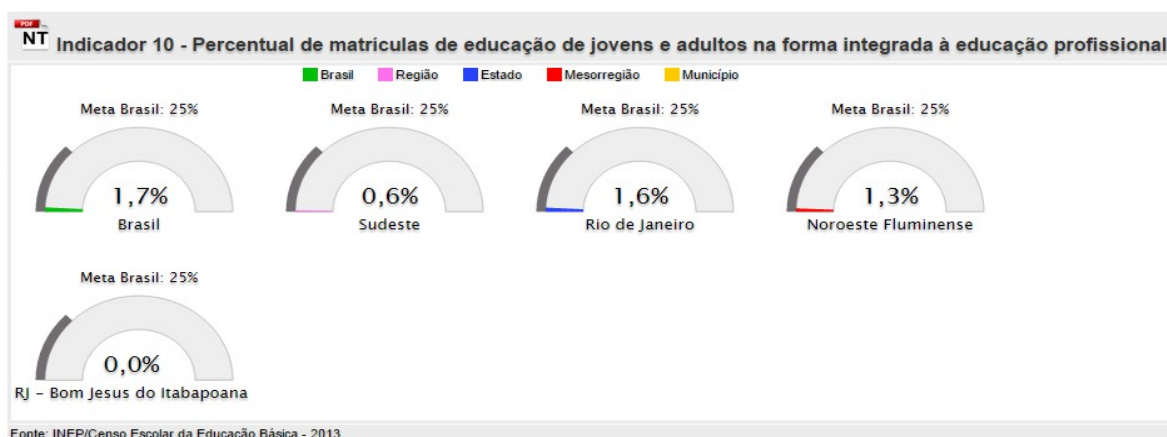 PDF
NT
Indicador 10 - Percentual de matrículas de educação de jovens e adultos na forma integrada à educação profissional
Brasil Região Estado Mesorregião Município
Meta Brasil: 25% Meta Brasil: 25% Meta Brasil: 25% Meta Brasil: 25%
1,7% 0,6% 1,6% 1,3%
Brasil Sudeste Rio de Janeiro Noroeste Fluminense
Meta Brasil: 25%
0,0%
RJ - Bom Jesus do Itabapoana
Fonte: INEP/Censo Escolar da Educação Básica - 2013